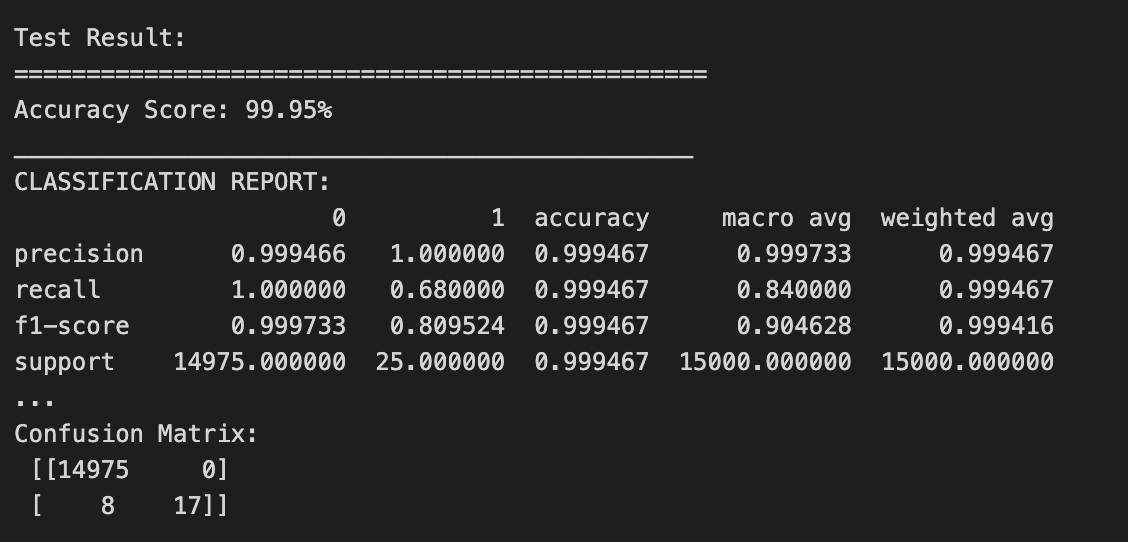 Test Result:
================================================
Accuracy Score: 99.95%
_______________________________________________
CLASSIFICATION REPORT:
                      0          1  accuracy     macro avg  weighted avg
precision      0.999466   1.000000  0.999467      0.999733      0.999467
recall         1.000000   0.680000  0.999467      0.840000      0.999467
f1-score       0.999733   0.809524  0.999467      0.904628      0.999416
support    14975.000000  25.000000  0.999467  15000.000000  15000.000000
...
Confusion Matrix:
 [[14975     0]
 [    8    17]]